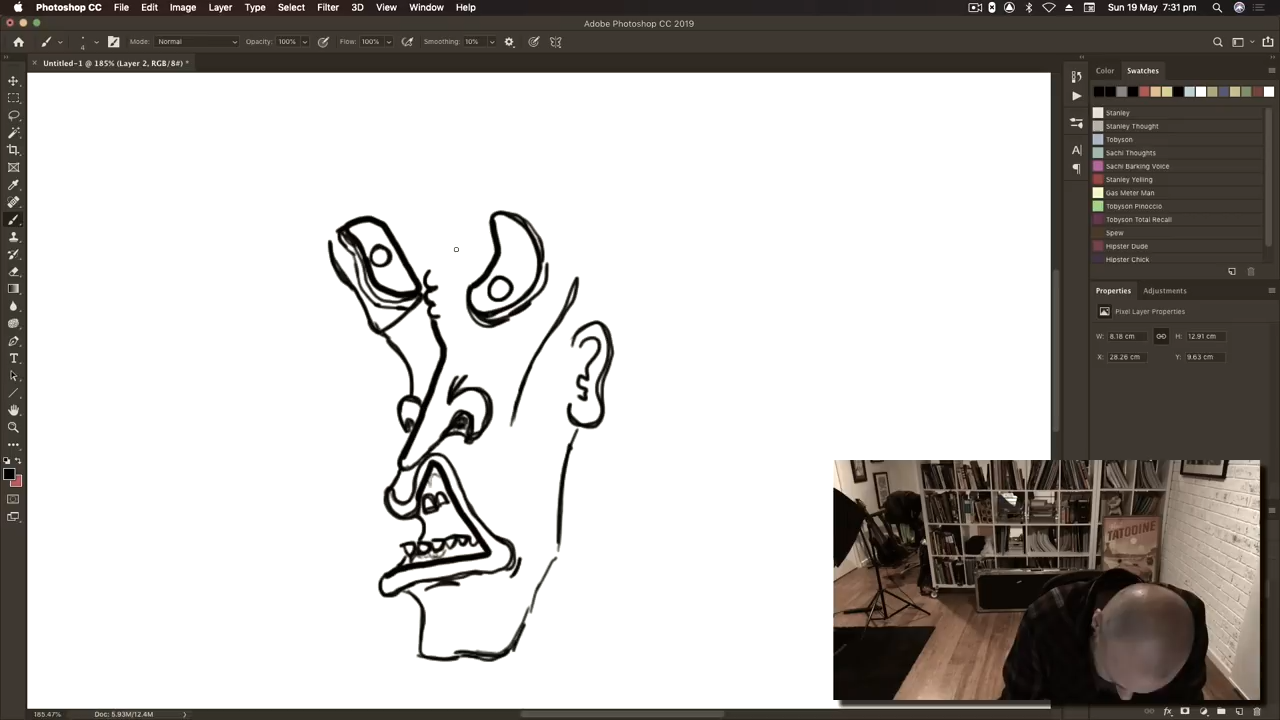 Photoshop CC File Edit Image Layer Type Select Filter 3D View Window Help Sun 19 May 7:31 pm
Adobe Photoshop CC 2019
4 Mode: Normal Opacity: 100% Flow: 100% Smoothing: 10%
Untitled-1 @ 185% (Layer 2, RGB/8#) *
Color Swatches
Stanley
Stanley Thought
Tobyson
Sachi Thoughts
Sachi Barking Voice
Stanley Yelling
Gas Meter Man
Tobyson Pinoccio
Tobyson Total Recall
Spew
Hipster Dude
Hipster Chick
Properties Adjustments
Pixel Layer Properties
W: 8.18 cm H: 12.91 cm
X: 28.26 cm Y: 9.63 cm
TATODINE
185.47% Doc: 5.93M/12.4M